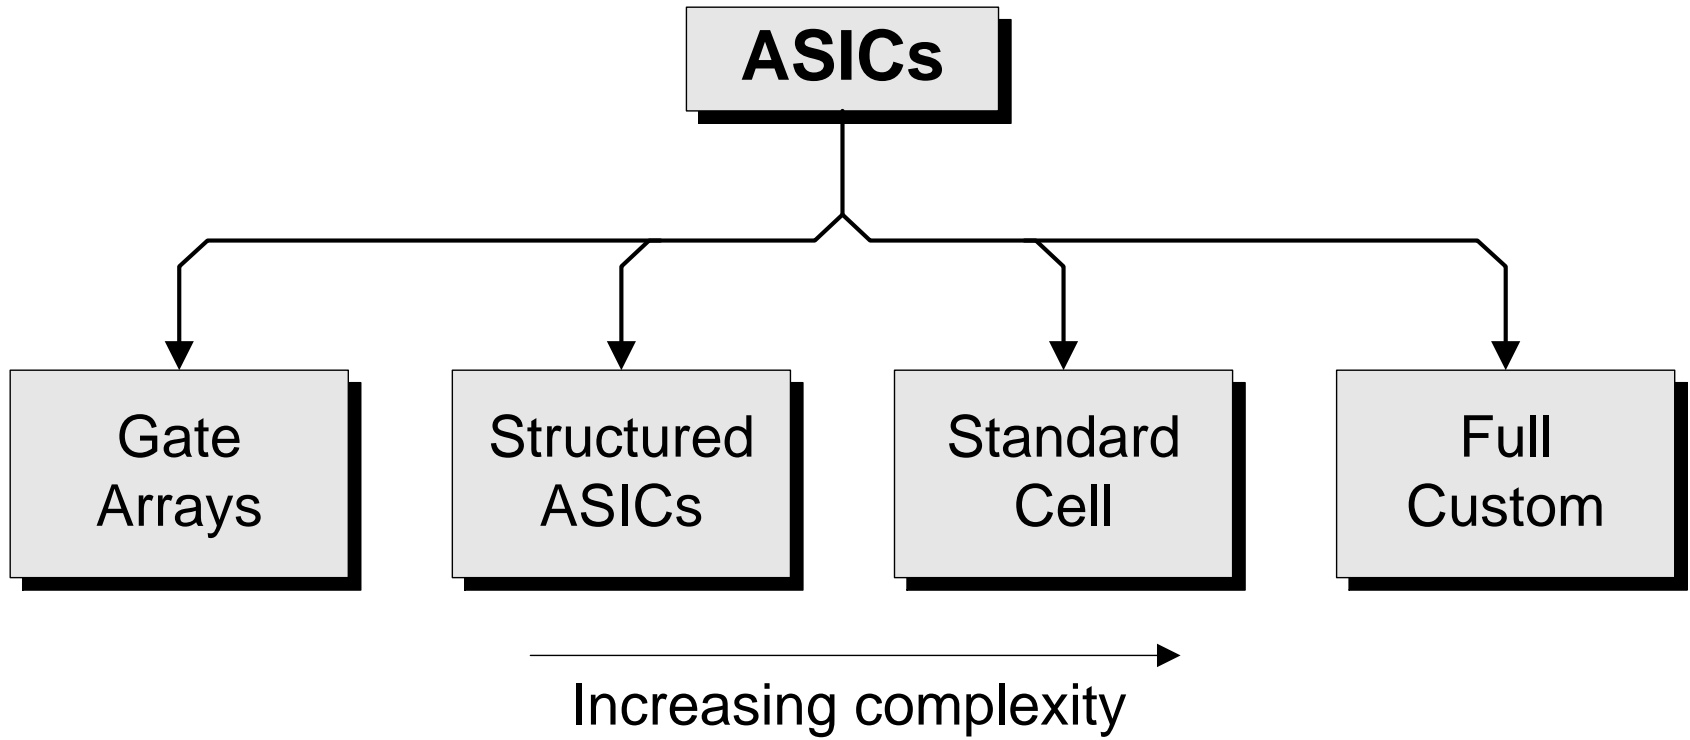 ASICs
Gate
Arrays
Structured
ASICs
Standard
Cell
Full
Custom
Increasing complexity